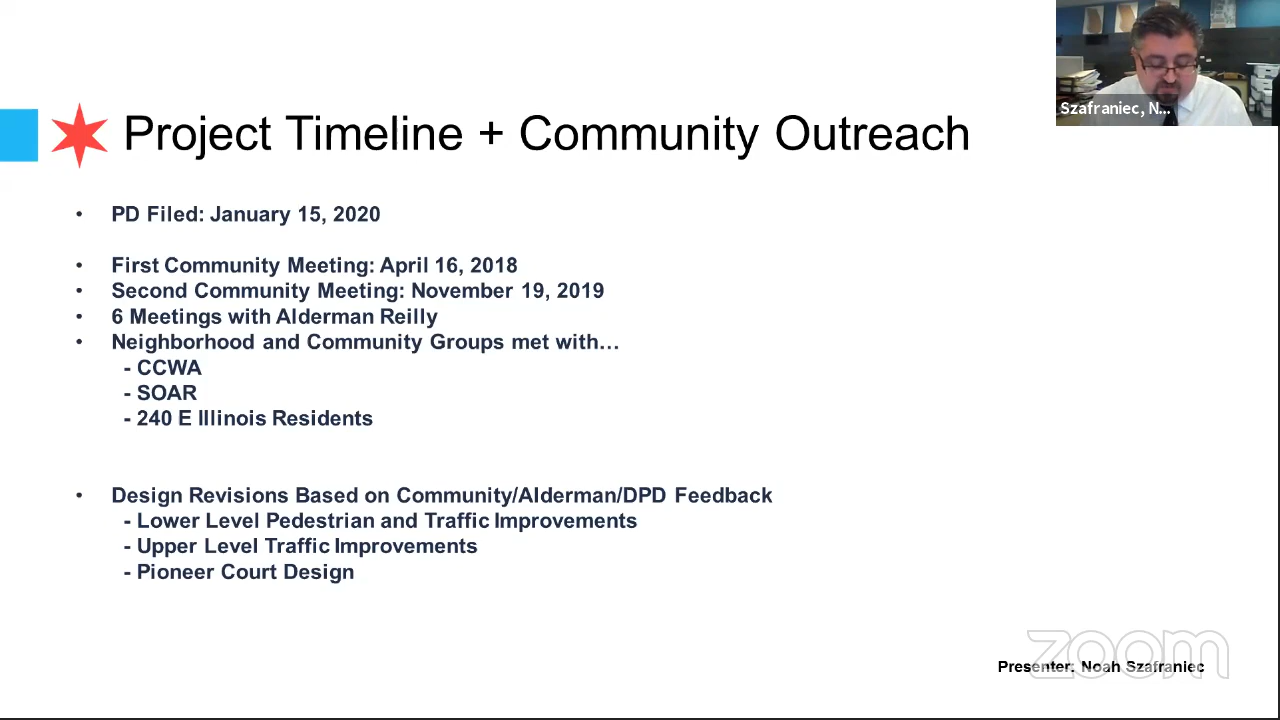 Szafraniec, N...
Project Timeline + Community Outreach
• PD Filed: January 15, 2020
• First Community Meeting: April 16, 2018
• Second Community Meeting: November 19, 2019
• 6 Meetings with Alderman Reilly
• Neighborhood and Community Groups met with…
- CCWA
- SOAR
- 240 E Illinois Residents
• Design Revisions Based on Community/Alderman/DPD Feedback
- Lower Level Pedestrian and Traffic Improvements
- Upper Level Traffic Improvements
- Pioneer Court Design
zoom
Presenter: Noah Szafraniec